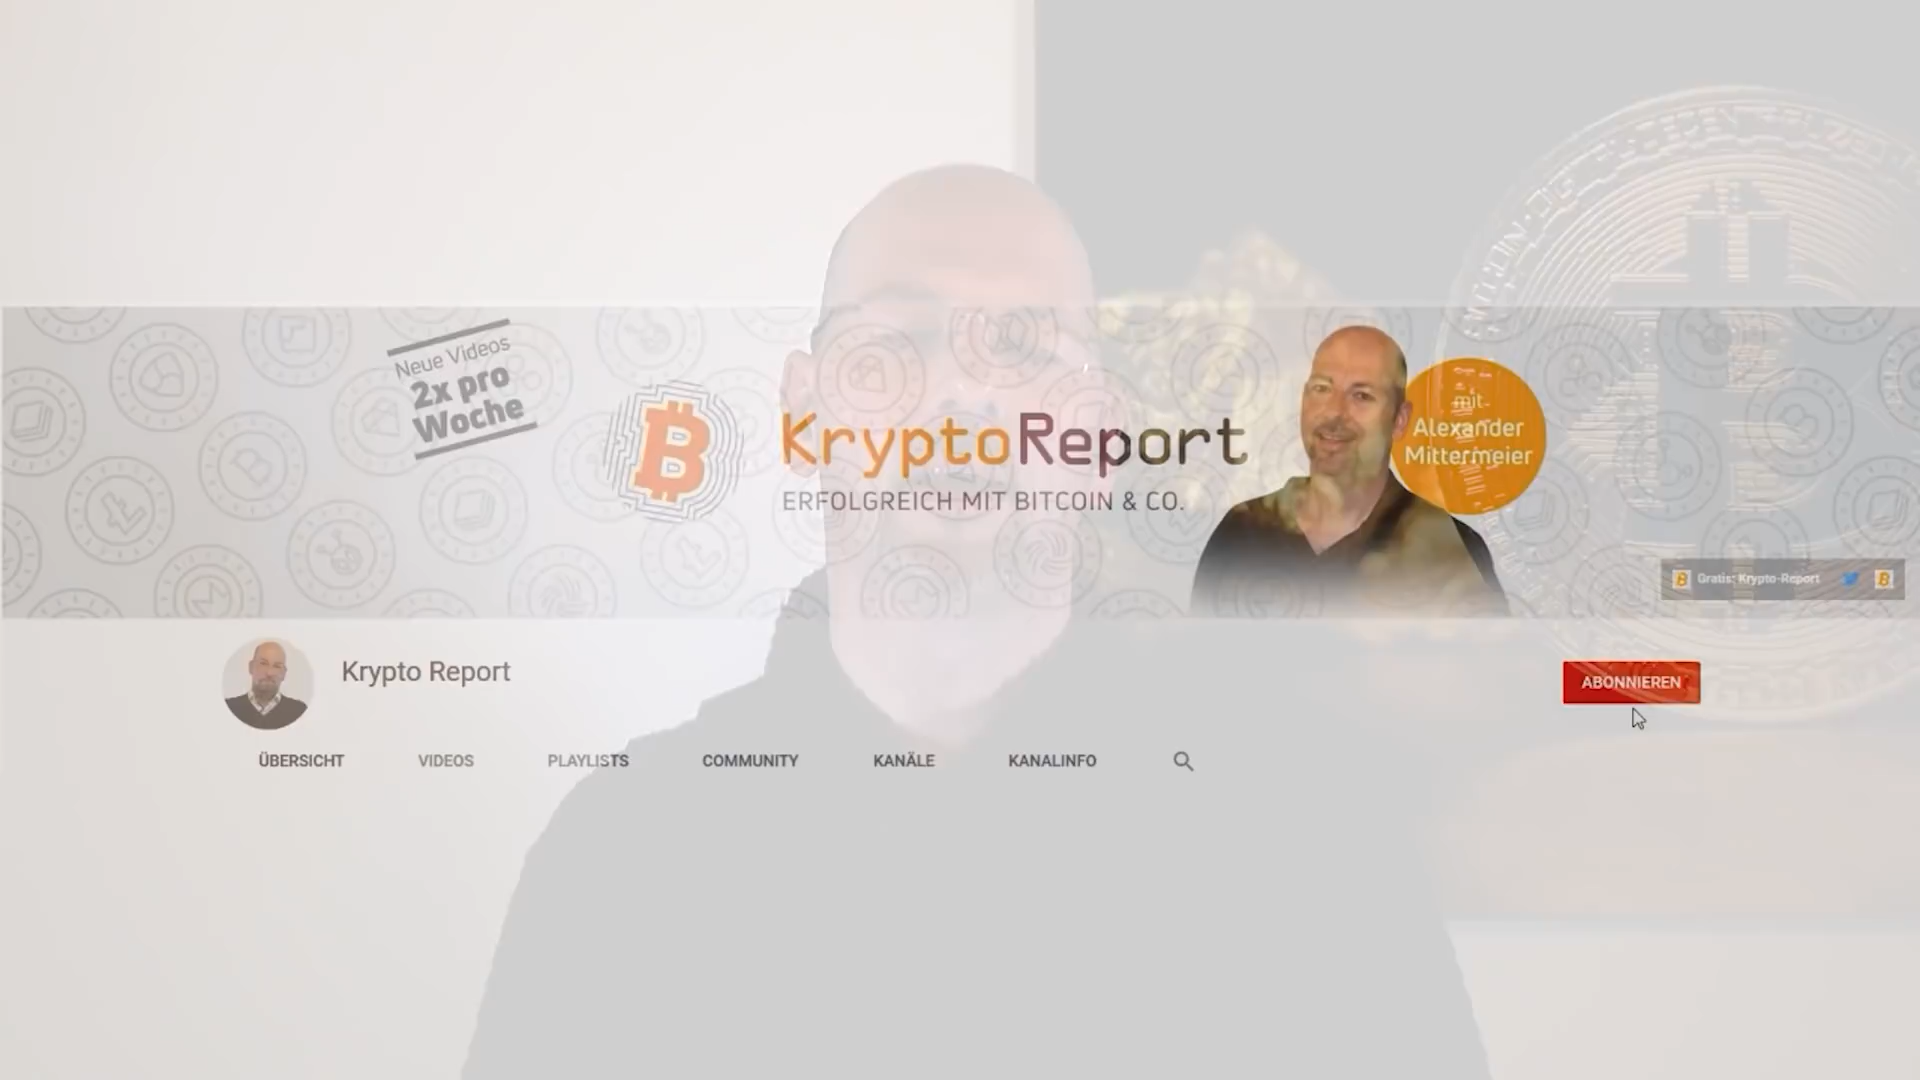 Neue Videos
2x pro
Woche
KryptoReport
ERFOLGREICH MIT BITCOIN & CO.
mit
Alexander
Mittermeier
Gratis: Krypto-Report
Krypto Report
ABONNIEREN
ÜBERSICHT VIDEOS PLAYLISTS COMMUNITY KANÄLE KANALINFO